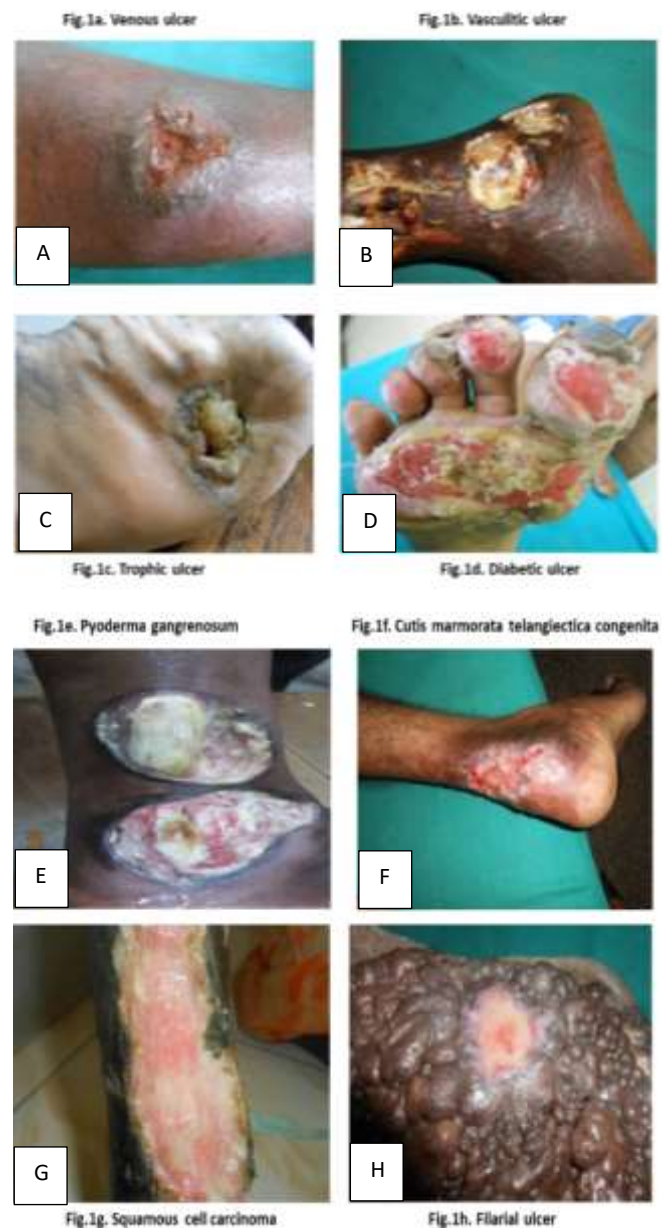 Fig.1a. Venous ulcer
Fig.1b. Vasculitic ulcer
A
B
C
D
Fig.1c. Trophic ulcer
Fig.1d. Diabetic ulcer
Fig.1e. Pyoderma gangrenosum
Fig.1f. Cutis marmorata telangiectica congenita
E
F
G
H
Fig.1g. Squamous cell carcinoma
Fig.1h. Filarial ulcer